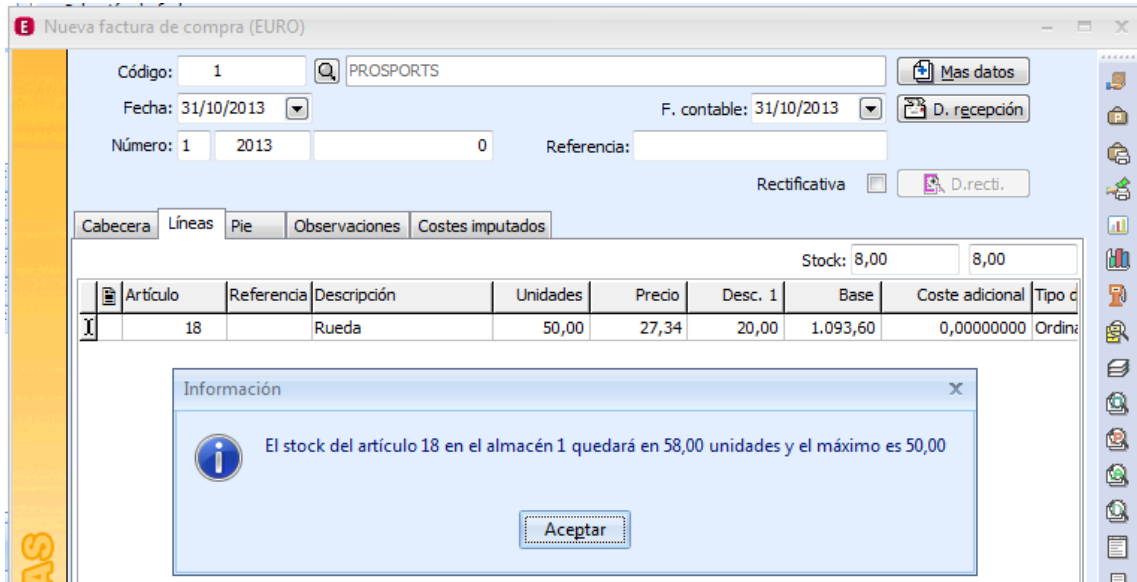 Nueva factura de compra (EURO)
Código: 1 PROSPORTS Mas datos
Fecha: 31/10/2013 F. contable: 31/10/2013 D. recepción
Número: 1 2013 0 Referencia:
Rectificativa D.recti.
Cabecera Líneas Pie Observaciones Costes imputados
Stock: 8,00 8,00
Artículo Referencia Descripción Unidades Precio Desc. 1 Base Coste adicional Tipo d
18 Rueda 50,00 27,34 20,00 1.093,60 0,00000000 Ordina
Información
El stock del artículo 18 en el almacén 1 quedará en 58,00 unidades y el máximo es 50,00
Aceptar
AS